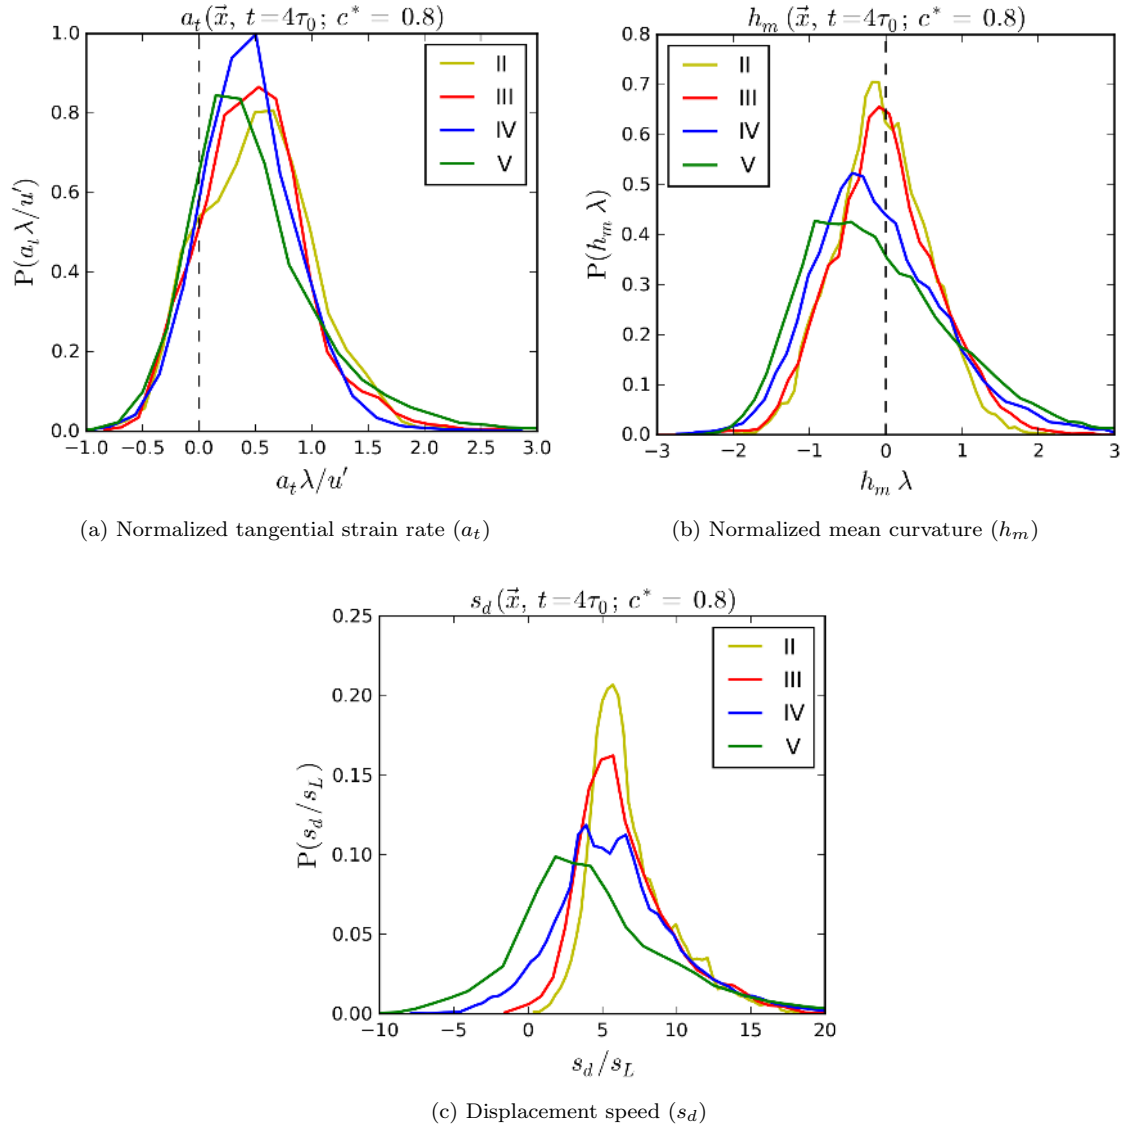 a_t(x⃗, t=4τ_0; c* = 0.8)
P(a_t λ/u′)
1.0
0.8
0.6
0.4
0.2
0.0
II
III
IV
V
−1.0 −0.5 0.0 0.5 1.0 1.5 2.0 2.5 3.0
a_t λ/u′
(a) Normalized tangential strain rate (a_t)
h_m(x⃗, t=4τ_0; c* = 0.8)
P(h_m λ)
0.8
0.7
0.6
0.5
0.4
0.3
0.2
0.1
0.0
II
III
IV
V
−3 −2 −1 0 1 2 3
h_m λ
(b) Normalized mean curvature (h_m)
s_d(x⃗, t=4τ_0; c* = 0.8)
P(s_d/s_L)
0.25
0.20
0.15
0.10
0.05
0.00
II
III
IV
V
−10 −5 0 5 10 15 20
s_d/s_L
(c) Displacement speed (s_d)